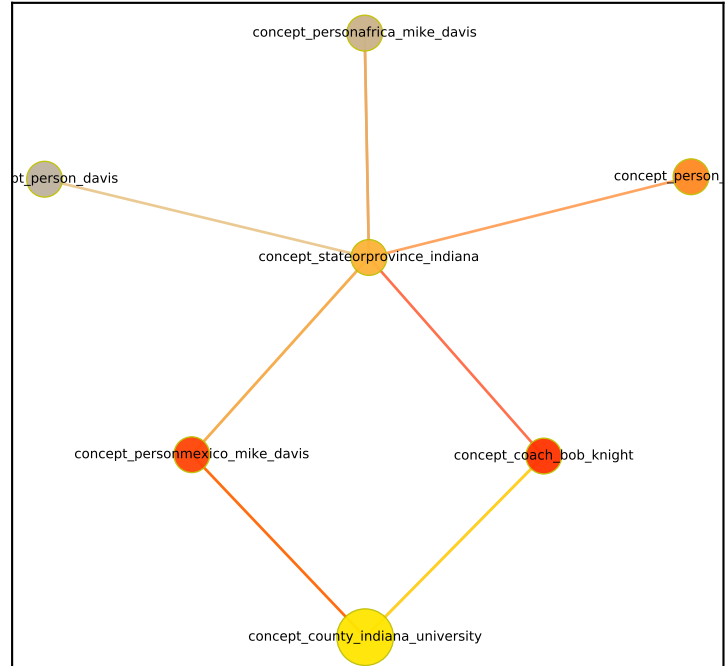 concept_personafrica_mike_davis
pt_person_davis
concept_person_
concept_stateorprovince_indiana
concept_personmexico_mike_davis
concept_coach_bob_knight
concept_county_indiana_university